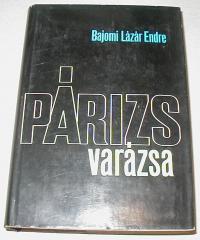 Bajomi Lázár Endre
PÁRIZS
varázsa